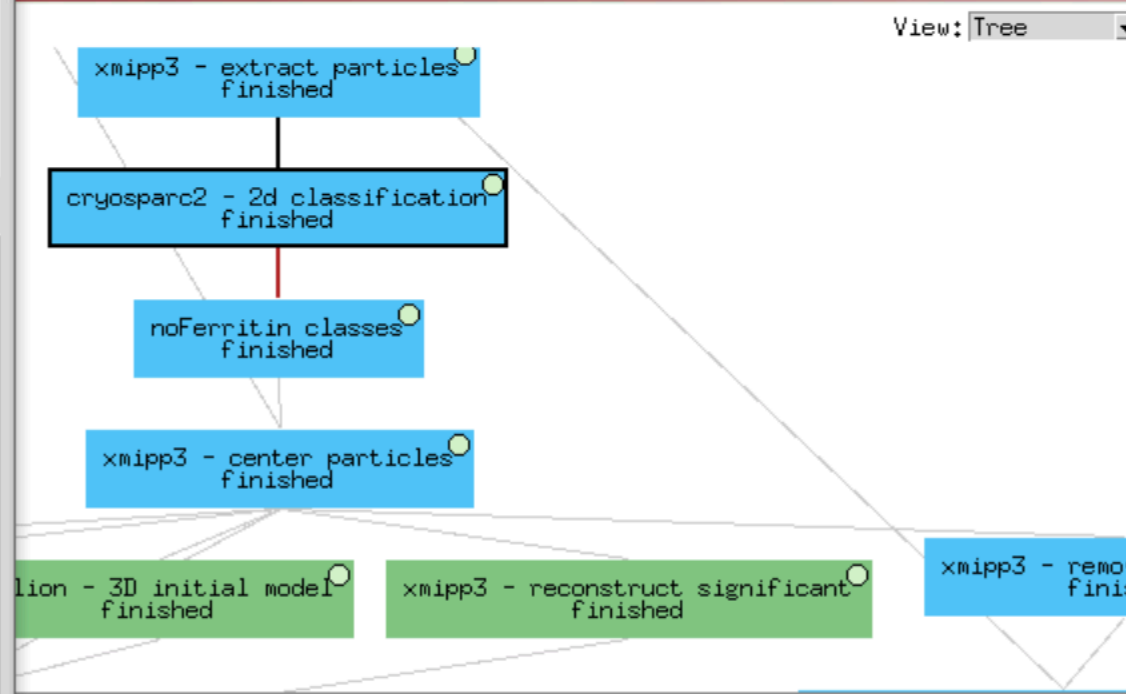 View: Tree
xmipp3 - extract particles
finished
cryosparc2 - 2d classification
finished
noFerritin classes
finished
xmipp3 - center particles
finished
lion - 3D initial model
finished
xmipp3 - reconstruct significant
finished
xmipp3 - remo
finis